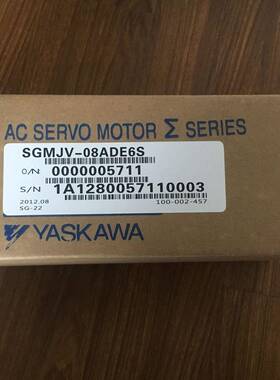 AC SERVO MOTOR Σ SERIES
SGMJV-08ADE6S
O/N 0000005711
S/N 1A1280057110003
2012.08
SG-22
100-002-457
YASKAWA